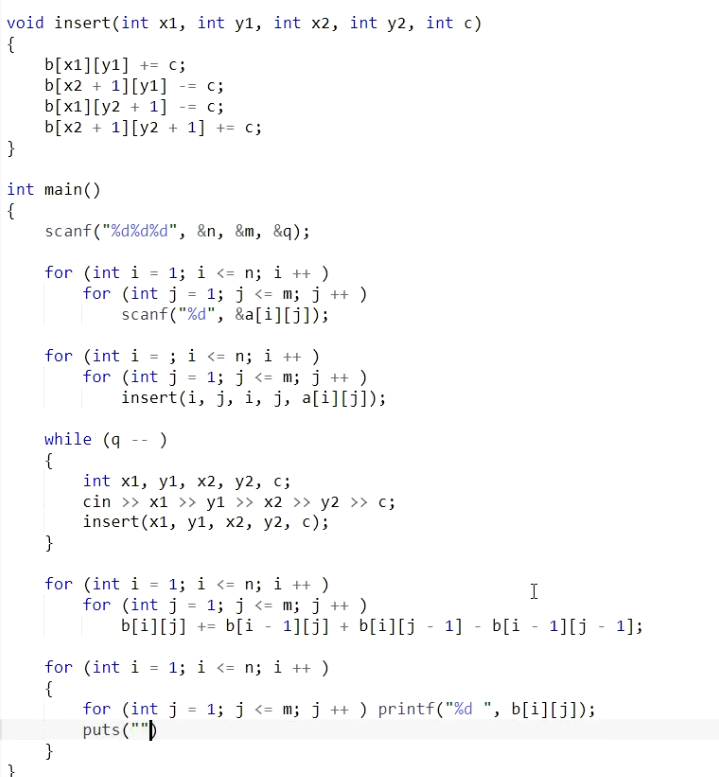 void insert(int x1, int y1, int x2, int y2, int c)
{
    b[x1][y1] += c;
    b[x2 + 1][y1] -= c;
    b[x1][y2 + 1] -= c;
    b[x2 + 1][y2 + 1] += c;
}

int main()
{
    scanf("%d%d%d", &n, &m, &q);

    for (int i = 1; i <= n; i ++ )
        for (int j = 1; j <= m; j ++ )
            scanf("%d", &a[i][j]);

    for (int i = ; i <= n; i ++ )
        for (int j = 1; j <= m; j ++ )
            insert(i, j, i, j, a[i][j]);

    while (q -- )
    {
        int x1, y1, x2, y2, c;
        cin >> x1 >> y1 >> x2 >> y2 >> c;
        insert(x1, y1, x2, y2, c);
    }

    for (int i = 1; i <= n; i ++ )
        for (int j = 1; j <= m; j ++ )
            b[i][j] += b[i - 1][j] + b[i][j - 1] - b[i - 1][j - 1];

    for (int i = 1; i <= n; i ++ )
    {
        for (int j = 1; j <= m; j ++ ) printf("%d ", b[i][j]);
        puts("")
    }
}